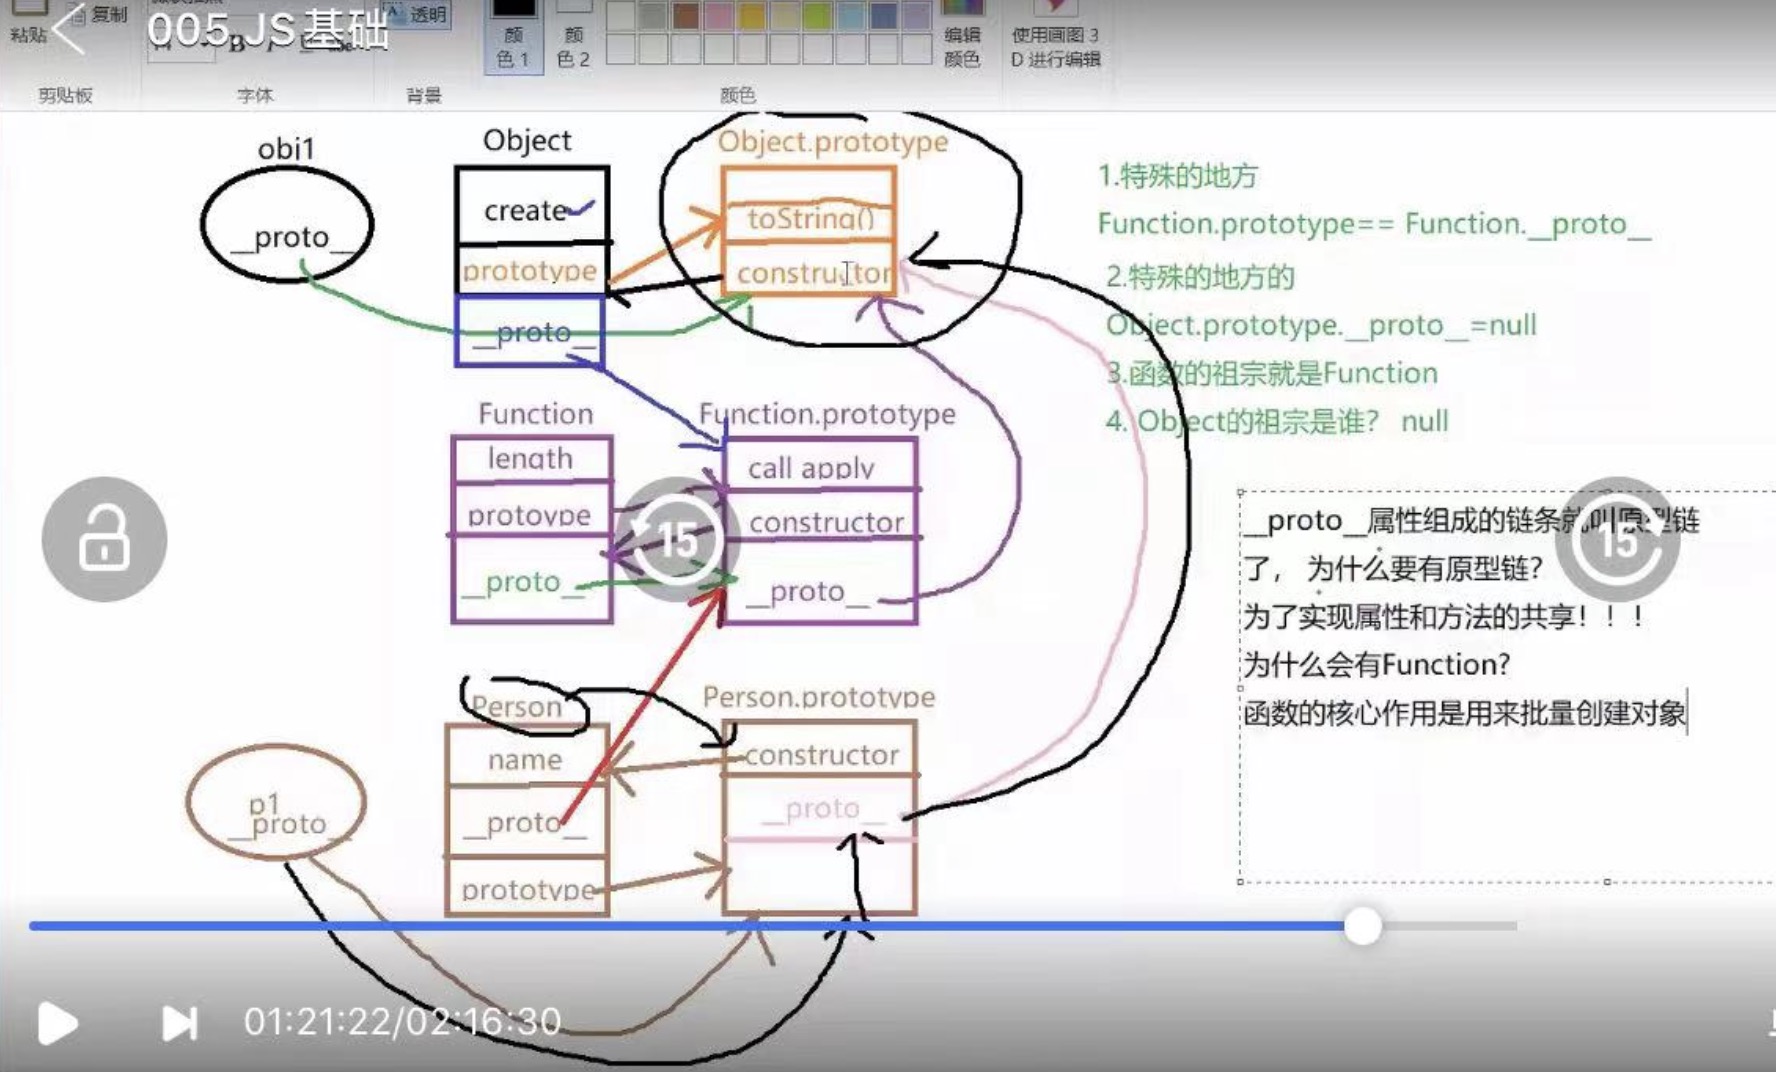 粘贴
复制
005.JS基础
B
透明
颜
色 1
颜
色 2
编辑
颜色
使用画图 3
D 进行编辑
剪贴板
字体
背景
颜色
obj1
__proto__
Object
create
prototype
__proto__
Object.prototype
toString()
constructor
1.特殊的地方
Function.prototype== Function.__proto__
2.特殊的地方的
Object.prototype.__proto__=null
3.函数的祖宗就是Function
4. Object的祖宗是谁? null
Function
length
protoype
__proto__
Function.prototype
call apply
constructor
__proto__
15
15
__proto__属性组成的链条就叫原型链
了， 为什么要有原型链?
为了实现属性和方法的共享！！！
为什么会有Function?
函数的核心作用是用来批量创建对象
Person
name
__proto__
prototype
Person.prototype
constructor
__proto__
p1
__proto__
01:21:22/02:16:30